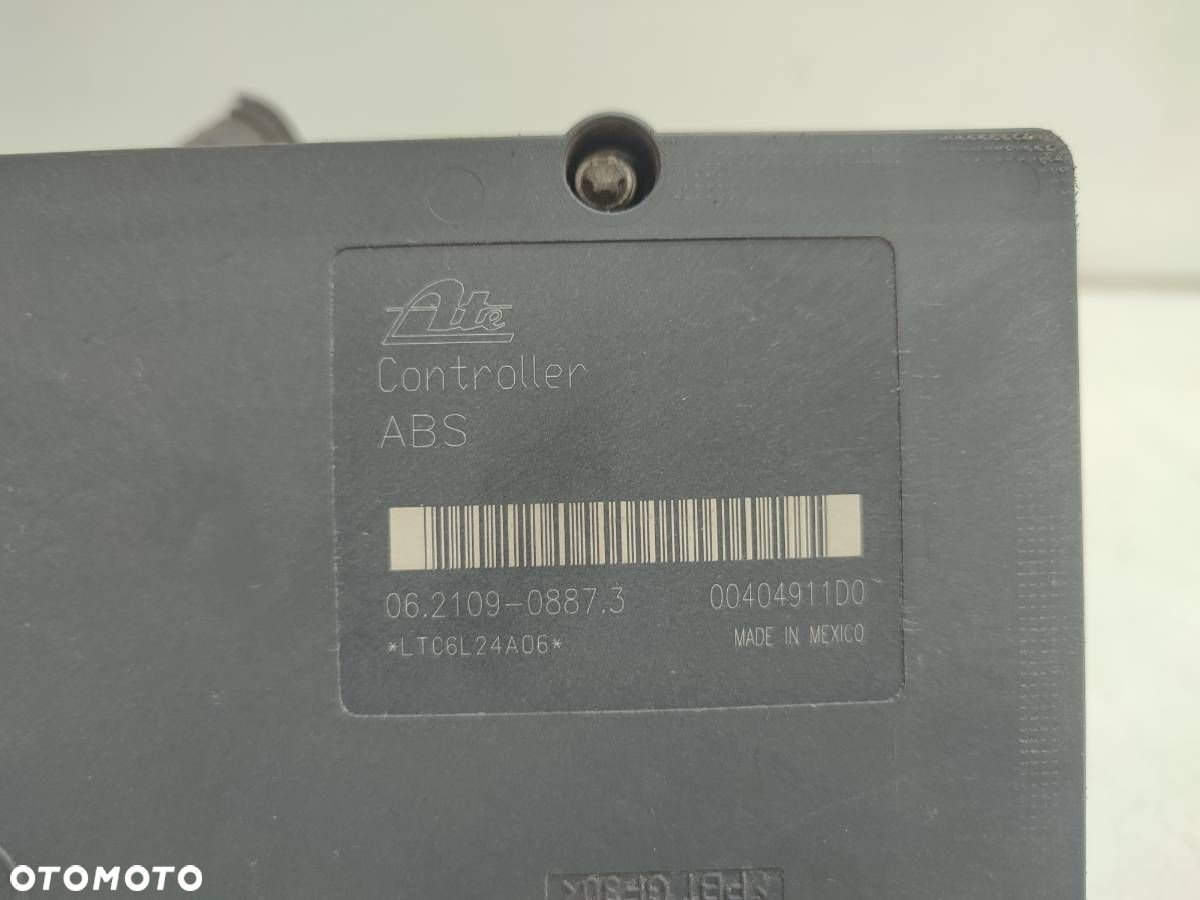 Ate
Controller
ABS
06.2109-0887.3 00404911D0
*LTC6L24A06*
MADE IN MEXICO
OTOMOTO